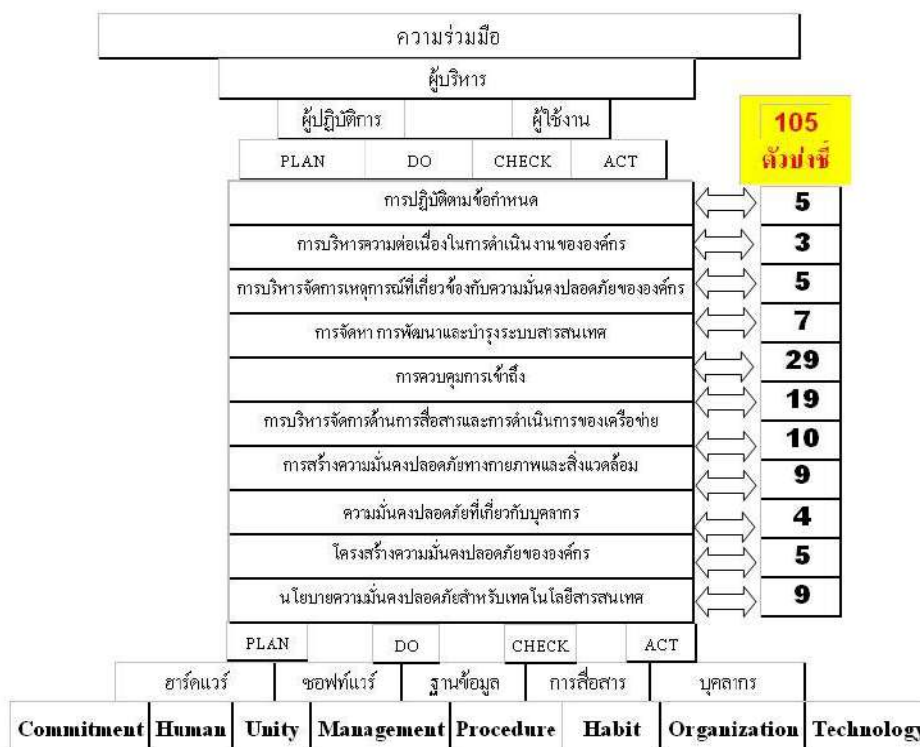 ความร่วมมือ
ผู้บริหาร
ผู้ปฏิบัติการ ผู้ใช้งาน
105
ตัวบ่งชี้
PLAN DO CHECK ACT
การปฏิบัติตามข้อกำหนด 5
การบริหารความต่อเนื่องในการดำเนินงานขององค์กร 3
การบริหารจัดการเหตุการณ์ที่เกี่ยวข้องกับความมั่นคงปลอดภัยขององค์กร 5
การจัดหา การพัฒนาและบำรุงระบบสารสนเทศ 7
การควบคุมการเข้าถึง 29
19
การบริหารจัดการด้านการสื่อสารและการดำเนินการของเครือข่าย 10
การสร้างความมั่นคงปลอดภัยทางกายภาพและสิ่งแวดล้อม 9
ความมั่นคงปลอดภัยที่เกี่ยวกับบุคลากร 4
โครงสร้างความมั่นคงปลอดภัยขององค์กร 5
นโยบายความมั่นคงปลอดภัยสำหรับเทคโนโลยีสารสนเทศ 9
PLAN DO CHECK ACT
ฮาร์ดแวร์ ซอฟท์แวร์ ฐานข้อมูล การสื่อสาร บุคลากร
Commitment Human Unity Management Procedure Habit Organization Technolog